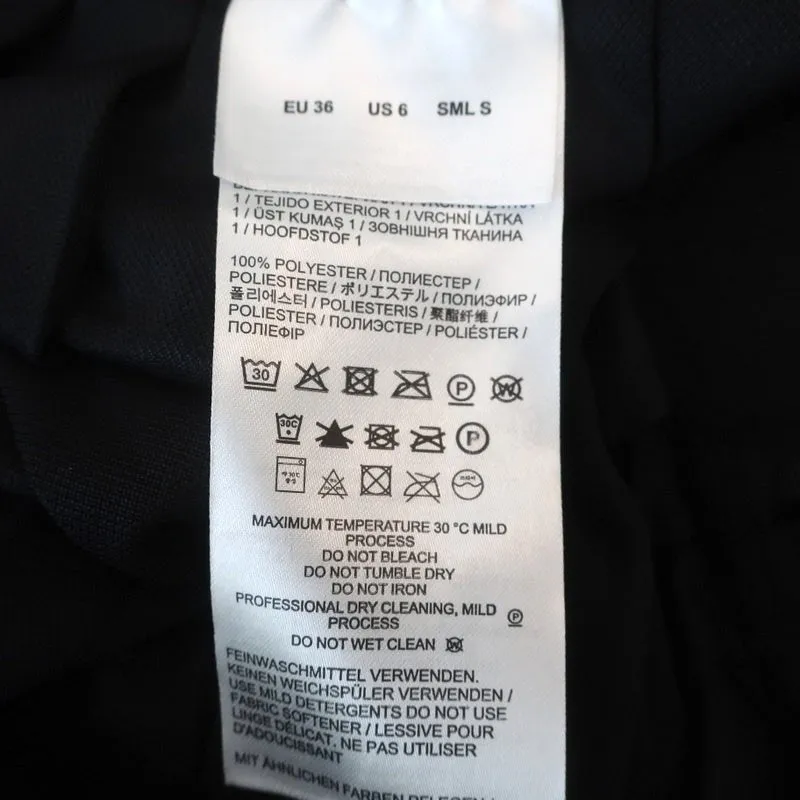 EU 36 US 6 SML S
1 / TEJIDO EXTERIOR 1 / VRCHNÍ LÁTKA
1 / ÜST KUMAŞ 1 / ЗОВНІШНЯ ТКАНИНА
1 / HOOFDSTOF 1
100% POLYESTER / ПОЛИЕСТЕР /
POLIESTERE / ポリエステル / ПОЛИЭФИР /
폴리에스터 / POLIESTERIS / 聚酯纤维 /
POLIESTER / ПОЛИЭСТЕР / POLIÉSTER /
ПОЛІЕФІР
30 P W
30C P
MAXIMUM TEMPERATURE 30 °C MILD
PROCESS
DO NOT BLEACH
DO NOT TUMBLE DRY
DO NOT IRON
PROFESSIONAL DRY CLEANING, MILD P
PROCESS
DO NOT WET CLEAN W
FEINWASCHMITTEL VERWENDEN.
KEINEN WEICHSPÜLER VERWENDEN /
USE MILD DETERGENTS DO NOT USE
FABRIC SOFTENER / LESSIVE POUR
LINGE DÉLICAT. NE PAS UTILISER
D'ADOUCISSANT
MIT ÄHNLICHEN FARBEN PFLEGEN /